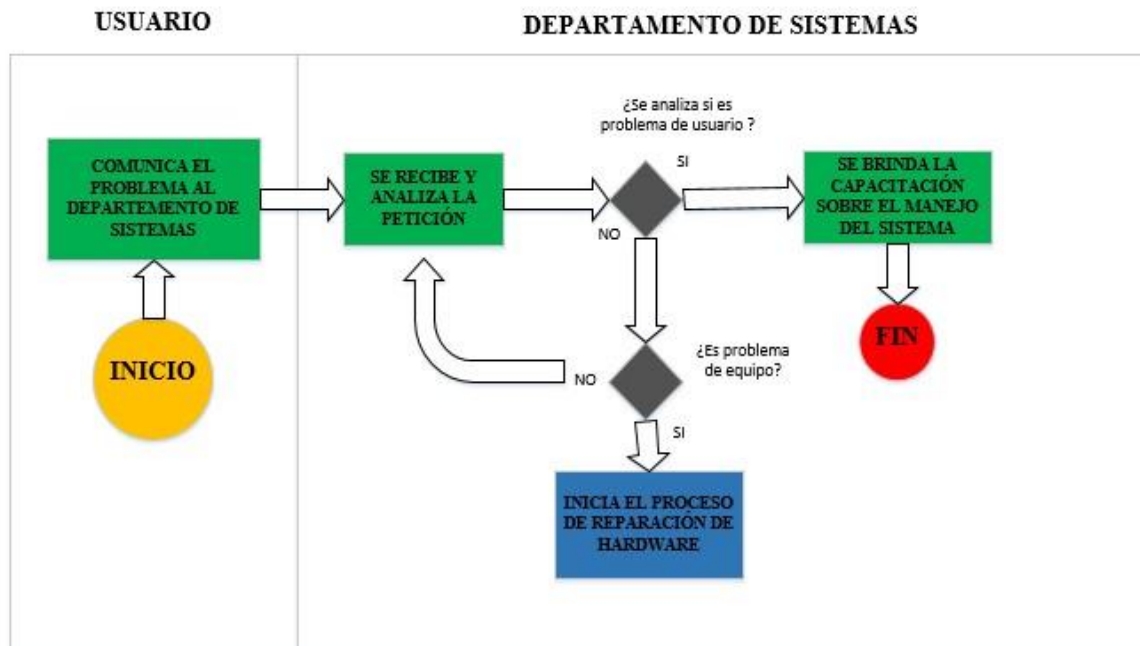 USUARIO
DEPARTAMENTO DE SISTEMAS
COMUNICA EL
PROBLEMA AL
DEPARTEMENTO DE
SISTEMAS
INICIO
SE RECIBE Y
ANALIZA LA
PETICIÓN
¿Se analiza si es
problema de usuario ?
SI
NO
SE BRINDA LA
CAPACITACIÓN
SOBRE EL MANEJO
DEL SISTEMA
FIN
¿Es problema
de equipo?
NO
SI
INICIA EL PROCESO
DE REPARACIÓN DE
HARDWARE